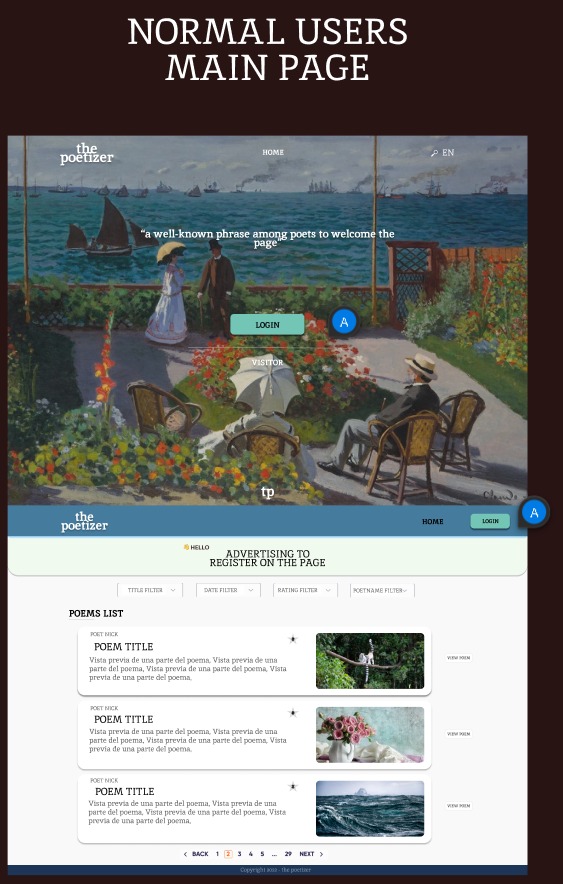 NORMAL USERS
MAIN PAGE
the
poetizer
HOME
EN
"a well-known phrase among poets to welcome the
page"
LOGIN
A
VISITOR
tp
the
poetizer
HOME
LOGIN
A
👋 HELLO
ADVERTISING TO
REGISTER ON THE PAGE
TITLE FILTER
DATE FILTER
RATING FILTER
POETNAME FILTER
POEMS LIST
POET NICK
POEM TITLE
Vista previa de una parte del poema, Vista previa de una
parte del poema, Vista previa de una parte del poema, Vista
previa de una parte del poema,
VIEW POEM
POET NICK
POEM TITLE
Vista previa de una parte del poema, Vista previa de una
parte del poema, Vista previa de una parte del poema, Vista
previa de una parte del poema,
VIEW POEM
POET NICK
POEM TITLE
Vista previa de una parte del poema, Vista previa de una
parte del poema, Vista previa de una parte del poema, Vista
previa de una parte del poema,
VIEW POEM
< BACK 1 2 3 4 5 ... 29 NEXT >